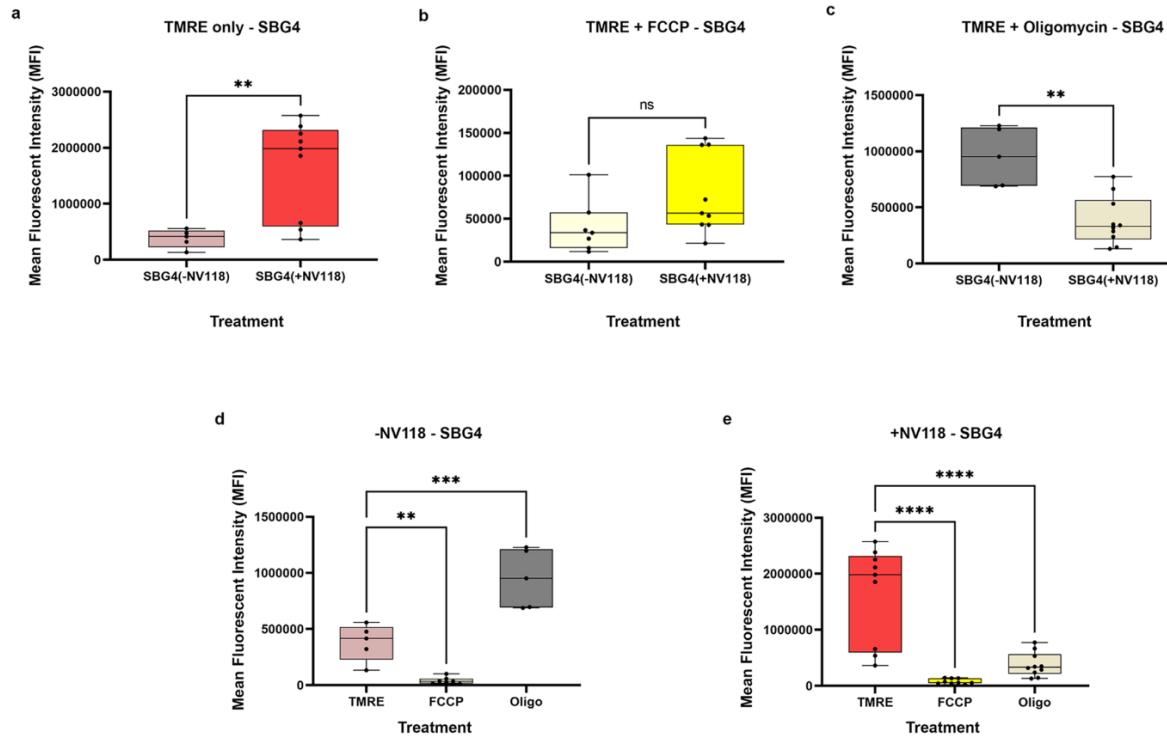 a
TMRE only - SBG4
Mean Fluorescent Intensity (MFI)
3000000
2000000
1000000
0
**
SBG4(-NV118)
SBG4(+NV118)
Treatment
b
TMRE + FCCP - SBG4
Mean Fluorescent Intensity (MFI)
200000
150000
100000
50000
0
ns
SBG4(-NV118)
SBG4(+NV118)
Treatment
c
TMRE + Oligomycin - SBG4
Mean Fluorescent Intensity (MFI)
1500000
1000000
500000
0
**
SBG4(-NV118)
SBG4(+NV118)
Treatment
d
-NV118 - SBG4
Mean Fluorescent Intensity (MFI)
1500000
1000000
500000
0
***
**
TMRE
FCCP
Oligo
Treatment
e
+NV118 - SBG4
Mean Fluorescent Intensity (MFI)
3000000
2000000
1000000
0
****
****
TMRE
FCCP
Oligo
Treatment